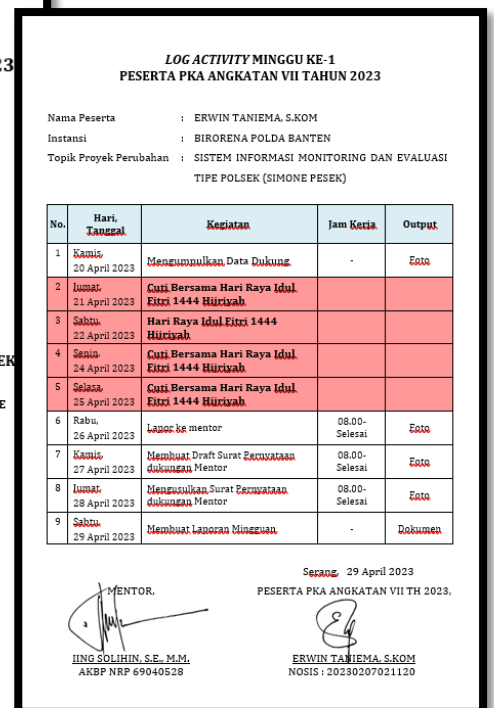 23
EK
E
LOG ACTIVITY MINGGU KE-1
PESERTA PKA ANGKATAN VII TAHUN 2023
Nama Peserta : ERWIN TANIEMA, S.KOM
Instansi : BIRORENA POLDA BANTEN
Topik Proyek Perubahan : SISTEM INFORMASI MONITORING DAN EVALUASI
TIPE POLSEK (SIMONE PESEK)
No. Hari, Tanggal Kegiatan Jam Kerja Output
1 Kamis, 20 April 2023 Mengumpulkan Data Dukung - Foto
2 Jumat, 21 April 2023 Cuti Bersama Hari Raya Idul Fitri 1444 Hijriyah
3 Sabtu, 22 April 2023 Hari Raya Idul Fitri 1444 Hijriyah
4 Senin, 24 April 2023 Cuti Bersama Hari Raya Idul Fitri 1444 Hijriyah
5 Selasa, 25 April 2023 Cuti Bersama Hari Raya Idul Fitri 1444 Hijriyah
6 Rabu, 26 April 2023 Lapor ke mentor 08.00-Selesai Foto
7 Kamis, 27 April 2023 Membuat Draft Surat Pernyataan dukungan Mentor 08.00-Selesai Foto
8 Jumat, 28 April 2023 Mengusulkan Surat Pernyataan dukungan Mentor 08.00-Selesai Foto
9 Sabtu, 29 April 2023 Membuat Laporan Mingguan - Dokumen
Serang, 29 April 2023
MENTOR,
PESERTA PKA ANGKATAN VII TH 2023,
IING SOLIHIN, S.E., M.M.
AKBP NRP 69040528
ERWIN TANIEMA, S.KOM
NOSIS : 20230207021120